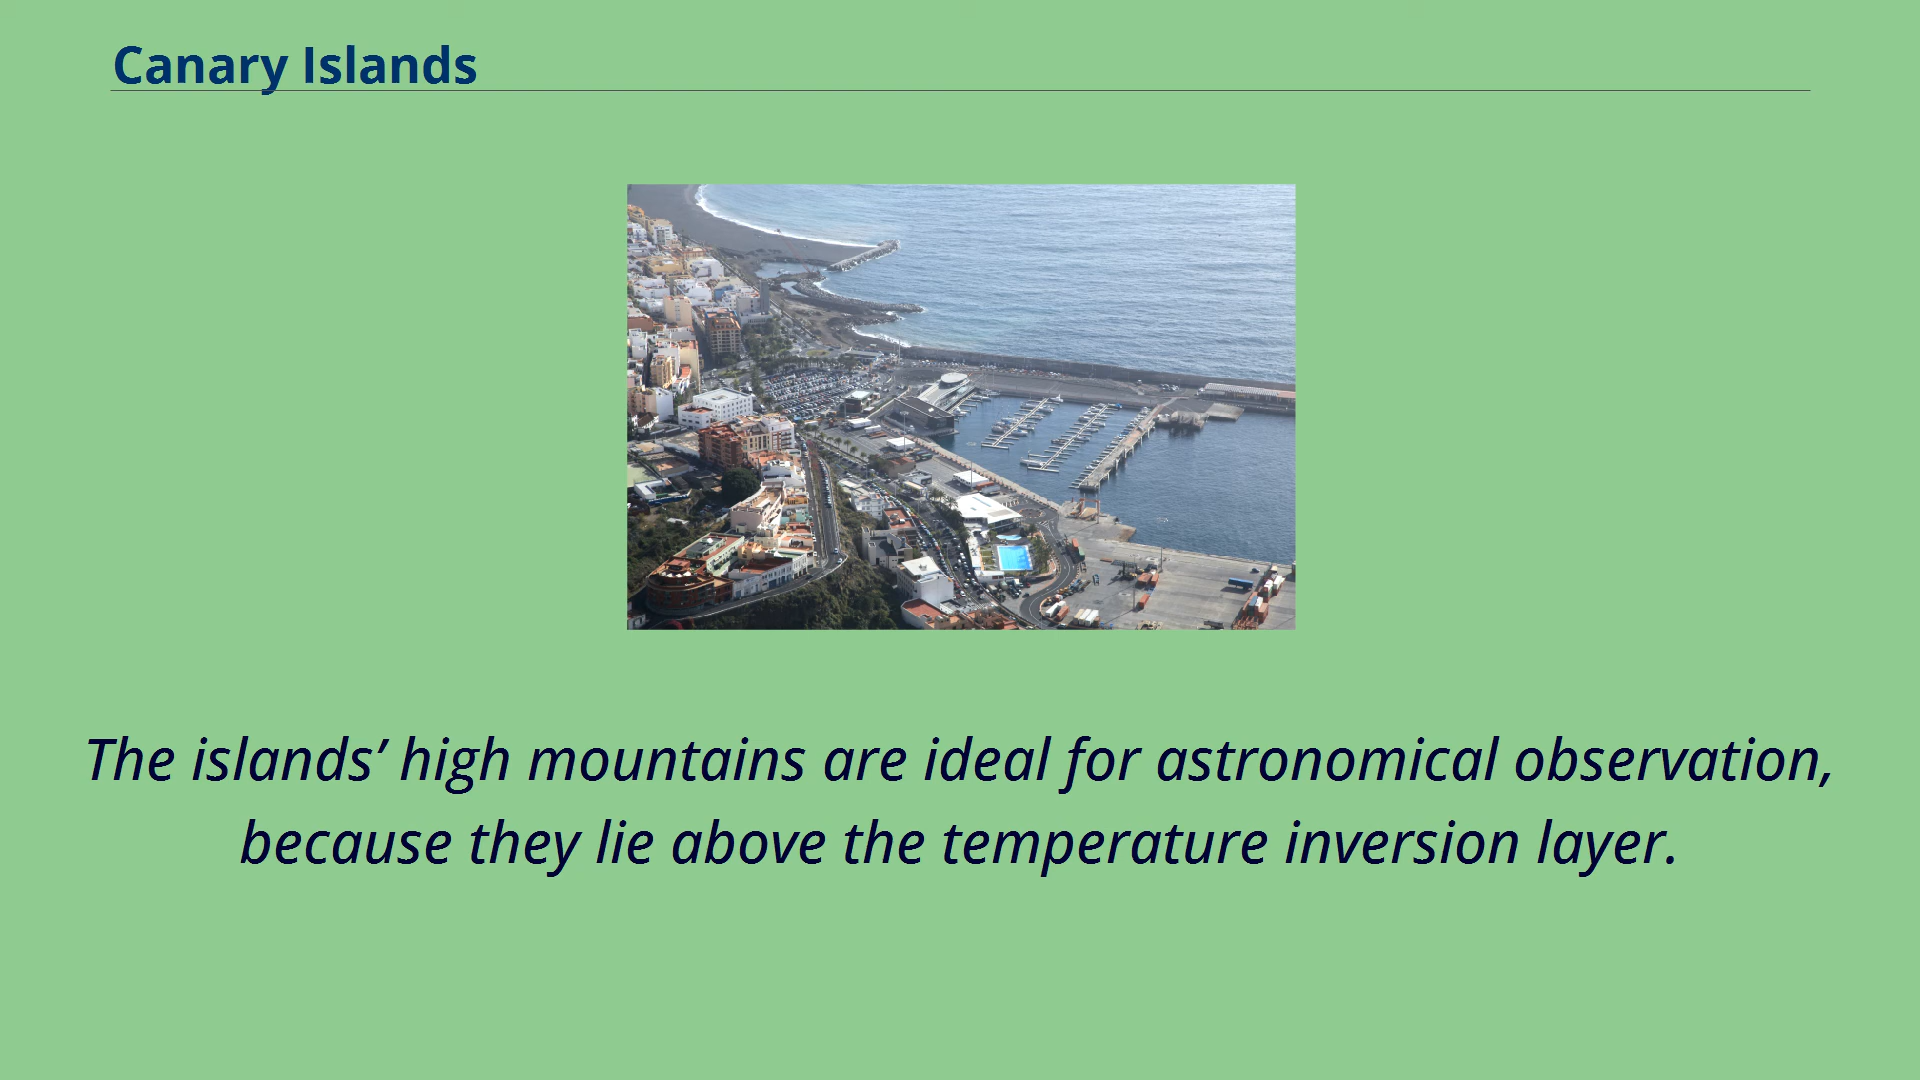 Canary Islands
The islands’ high mountains are ideal for astronomical observation,
because they lie above the temperature inversion layer.